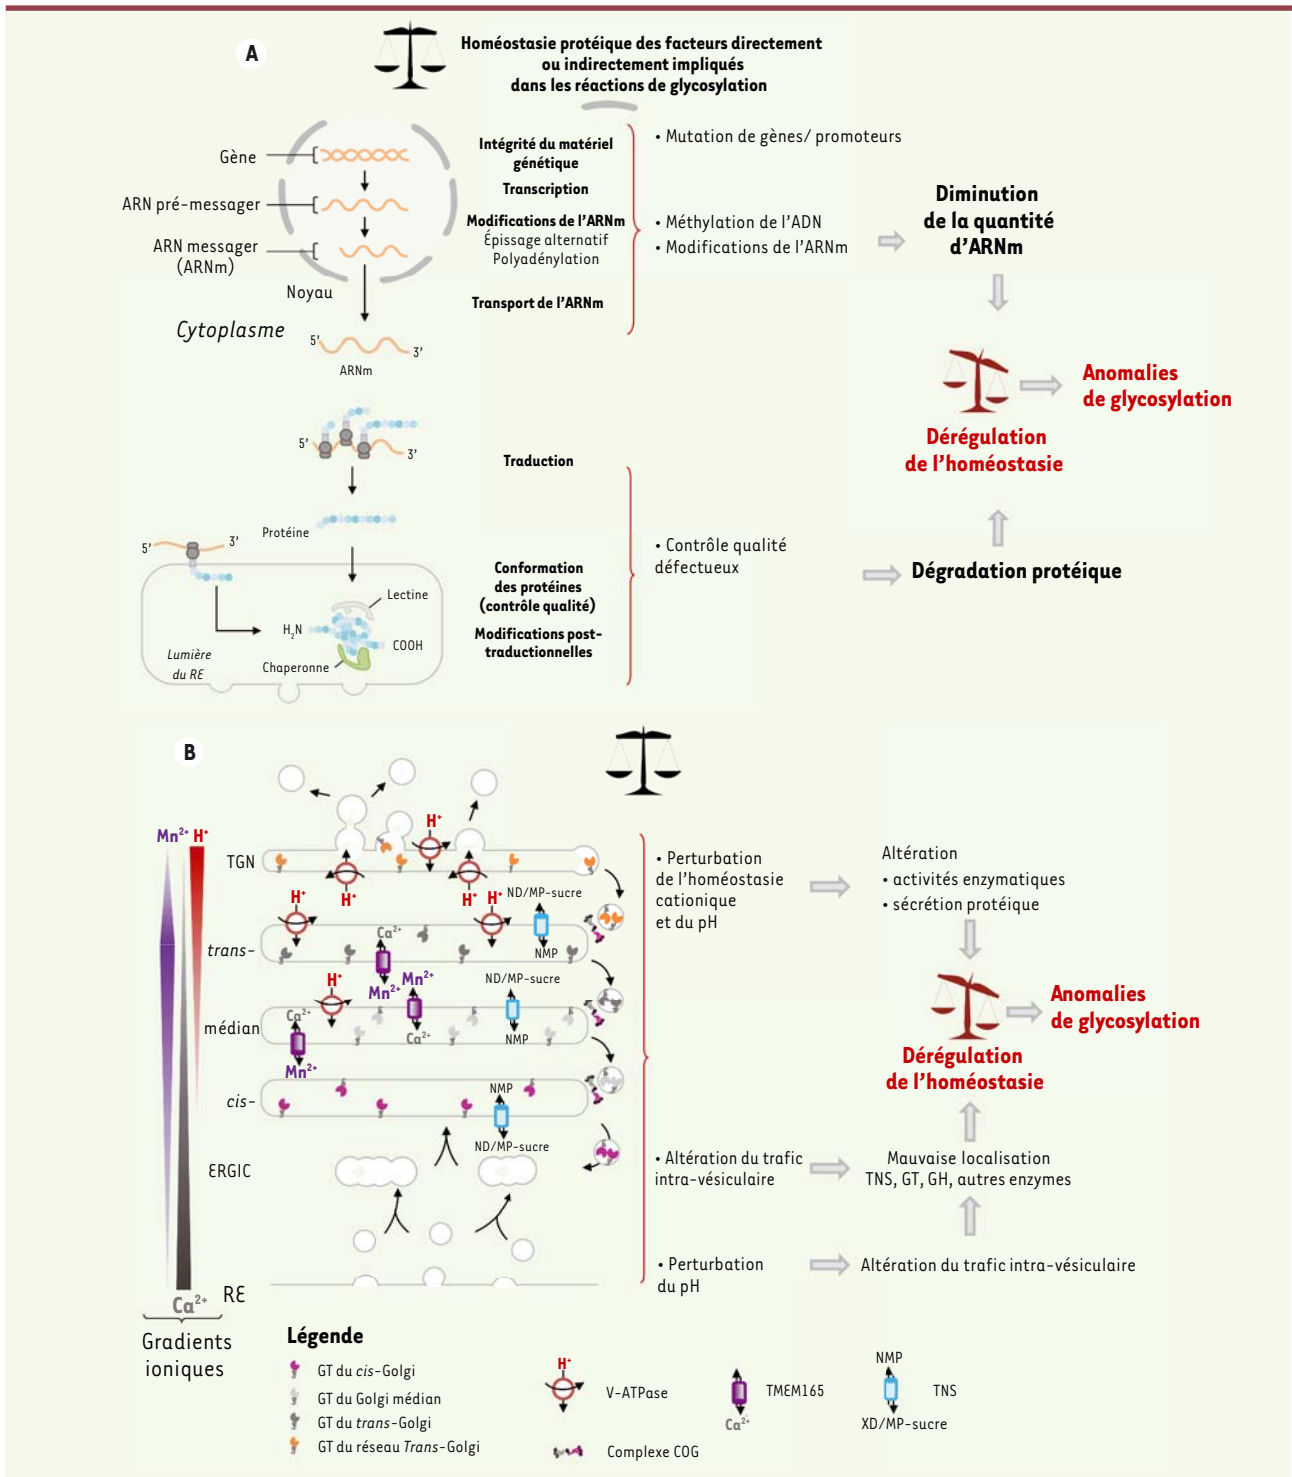 A
Homéostasie protéique des facteurs directement
ou indirectement impliqués
dans les réactions de glycosylation
Gène
ARN pré-messager
ARN messager
(ARNm)
Noyau
Cytoplasme
5'
3'
ARNm
5'
3'
Protéine
5'
3'
Lectine
H2N
COOH
Chaperonne
Lumière
du RE
Intégrité du matériel
génétique
Transcription
Modifications de l'ARNm
Épissage alternatif
Polyadénylation
Transport de l'ARNm
Traduction
Conformation
des protéines
(contrôle qualité)
Modifications post-
traductionnelles
• Mutation de gènes/ promoteurs
• Méthylation de l'ADN
• Modifications de l'ARNm
• Contrôle qualité
défectueux
Diminution
de la quantité
d'ARNm
Dérégulation
de l'homéostasie
Anomalies
de glycosylation
Dégradation protéique
B
Mn2+
H+
TGN
trans-
médian
cis-
ERGIC
RE
Ca2+
Gradients
ioniques
H+
H+
H+
H+
H+
ND/MP-sucre
NMP
Ca2+
Mn2+
H+
Mn2+
Ca2+
ND/MP-sucre
NMP
Ca2+
Mn2+
NMP
ND/MP-sucre
• Perturbation
de l'homéostasie
cationique
et du pH
• Altération du trafic
intra-vésiculaire
• Perturbation
du pH
Altération
• activités enzymatiques
• sécrétion protéique
Dérégulation
de l'homéostasie
Anomalies
de glycosylation
Mauvaise localisation
TNS, GT, GH, autres enzymes
Altération du trafic intra-vésiculaire
Légende
GT du cis-Golgi
GT du Golgi médian
GT du trans-Golgi
GT du réseau Trans-Golgi
H+
V-ATPase
Complexe COG
TMEM165
Ca2+
NMP
TNS
XD/MP-sucre